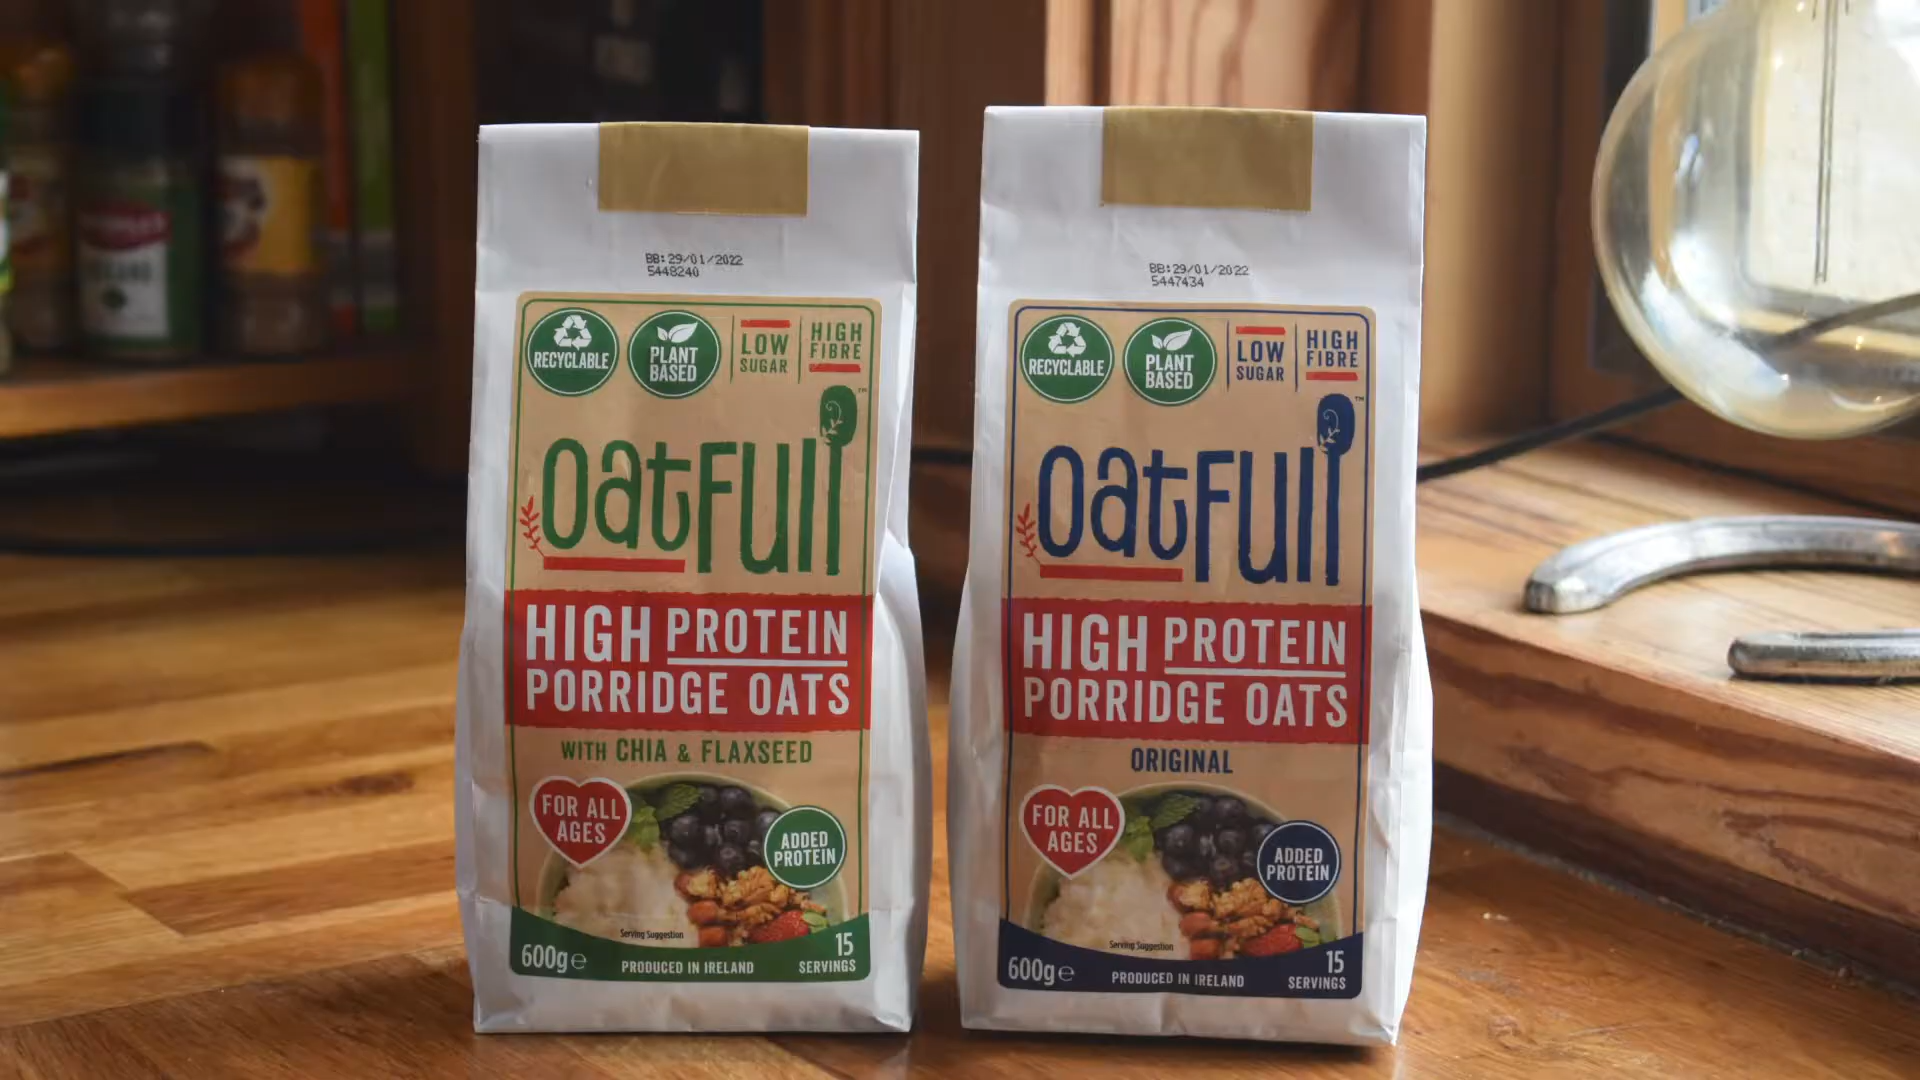 BB: 29/01/2022
5448240
RECYCLABLE
PLANT
BASED
LOW
SUGAR
HIGH
FIBRE
oatFull™
HIGH PROTEIN
PORRIDGE OATS
WITH CHIA & FLAXSEED
FOR ALL
AGES
ADDED
PROTEIN
Serving Suggestion
600g℮
PRODUCED IN IRELAND
15
SERVINGS
BB: 29/01/2022
5447434
RECYCLABLE
PLANT
BASED
LOW
SUGAR
HIGH
FIBRE
oatFull™
HIGH PROTEIN
PORRIDGE OATS
ORIGINAL
FOR ALL
AGES
ADDED
PROTEIN
Serving Suggestion
600g℮
PRODUCED IN IRELAND
15
SERVINGS